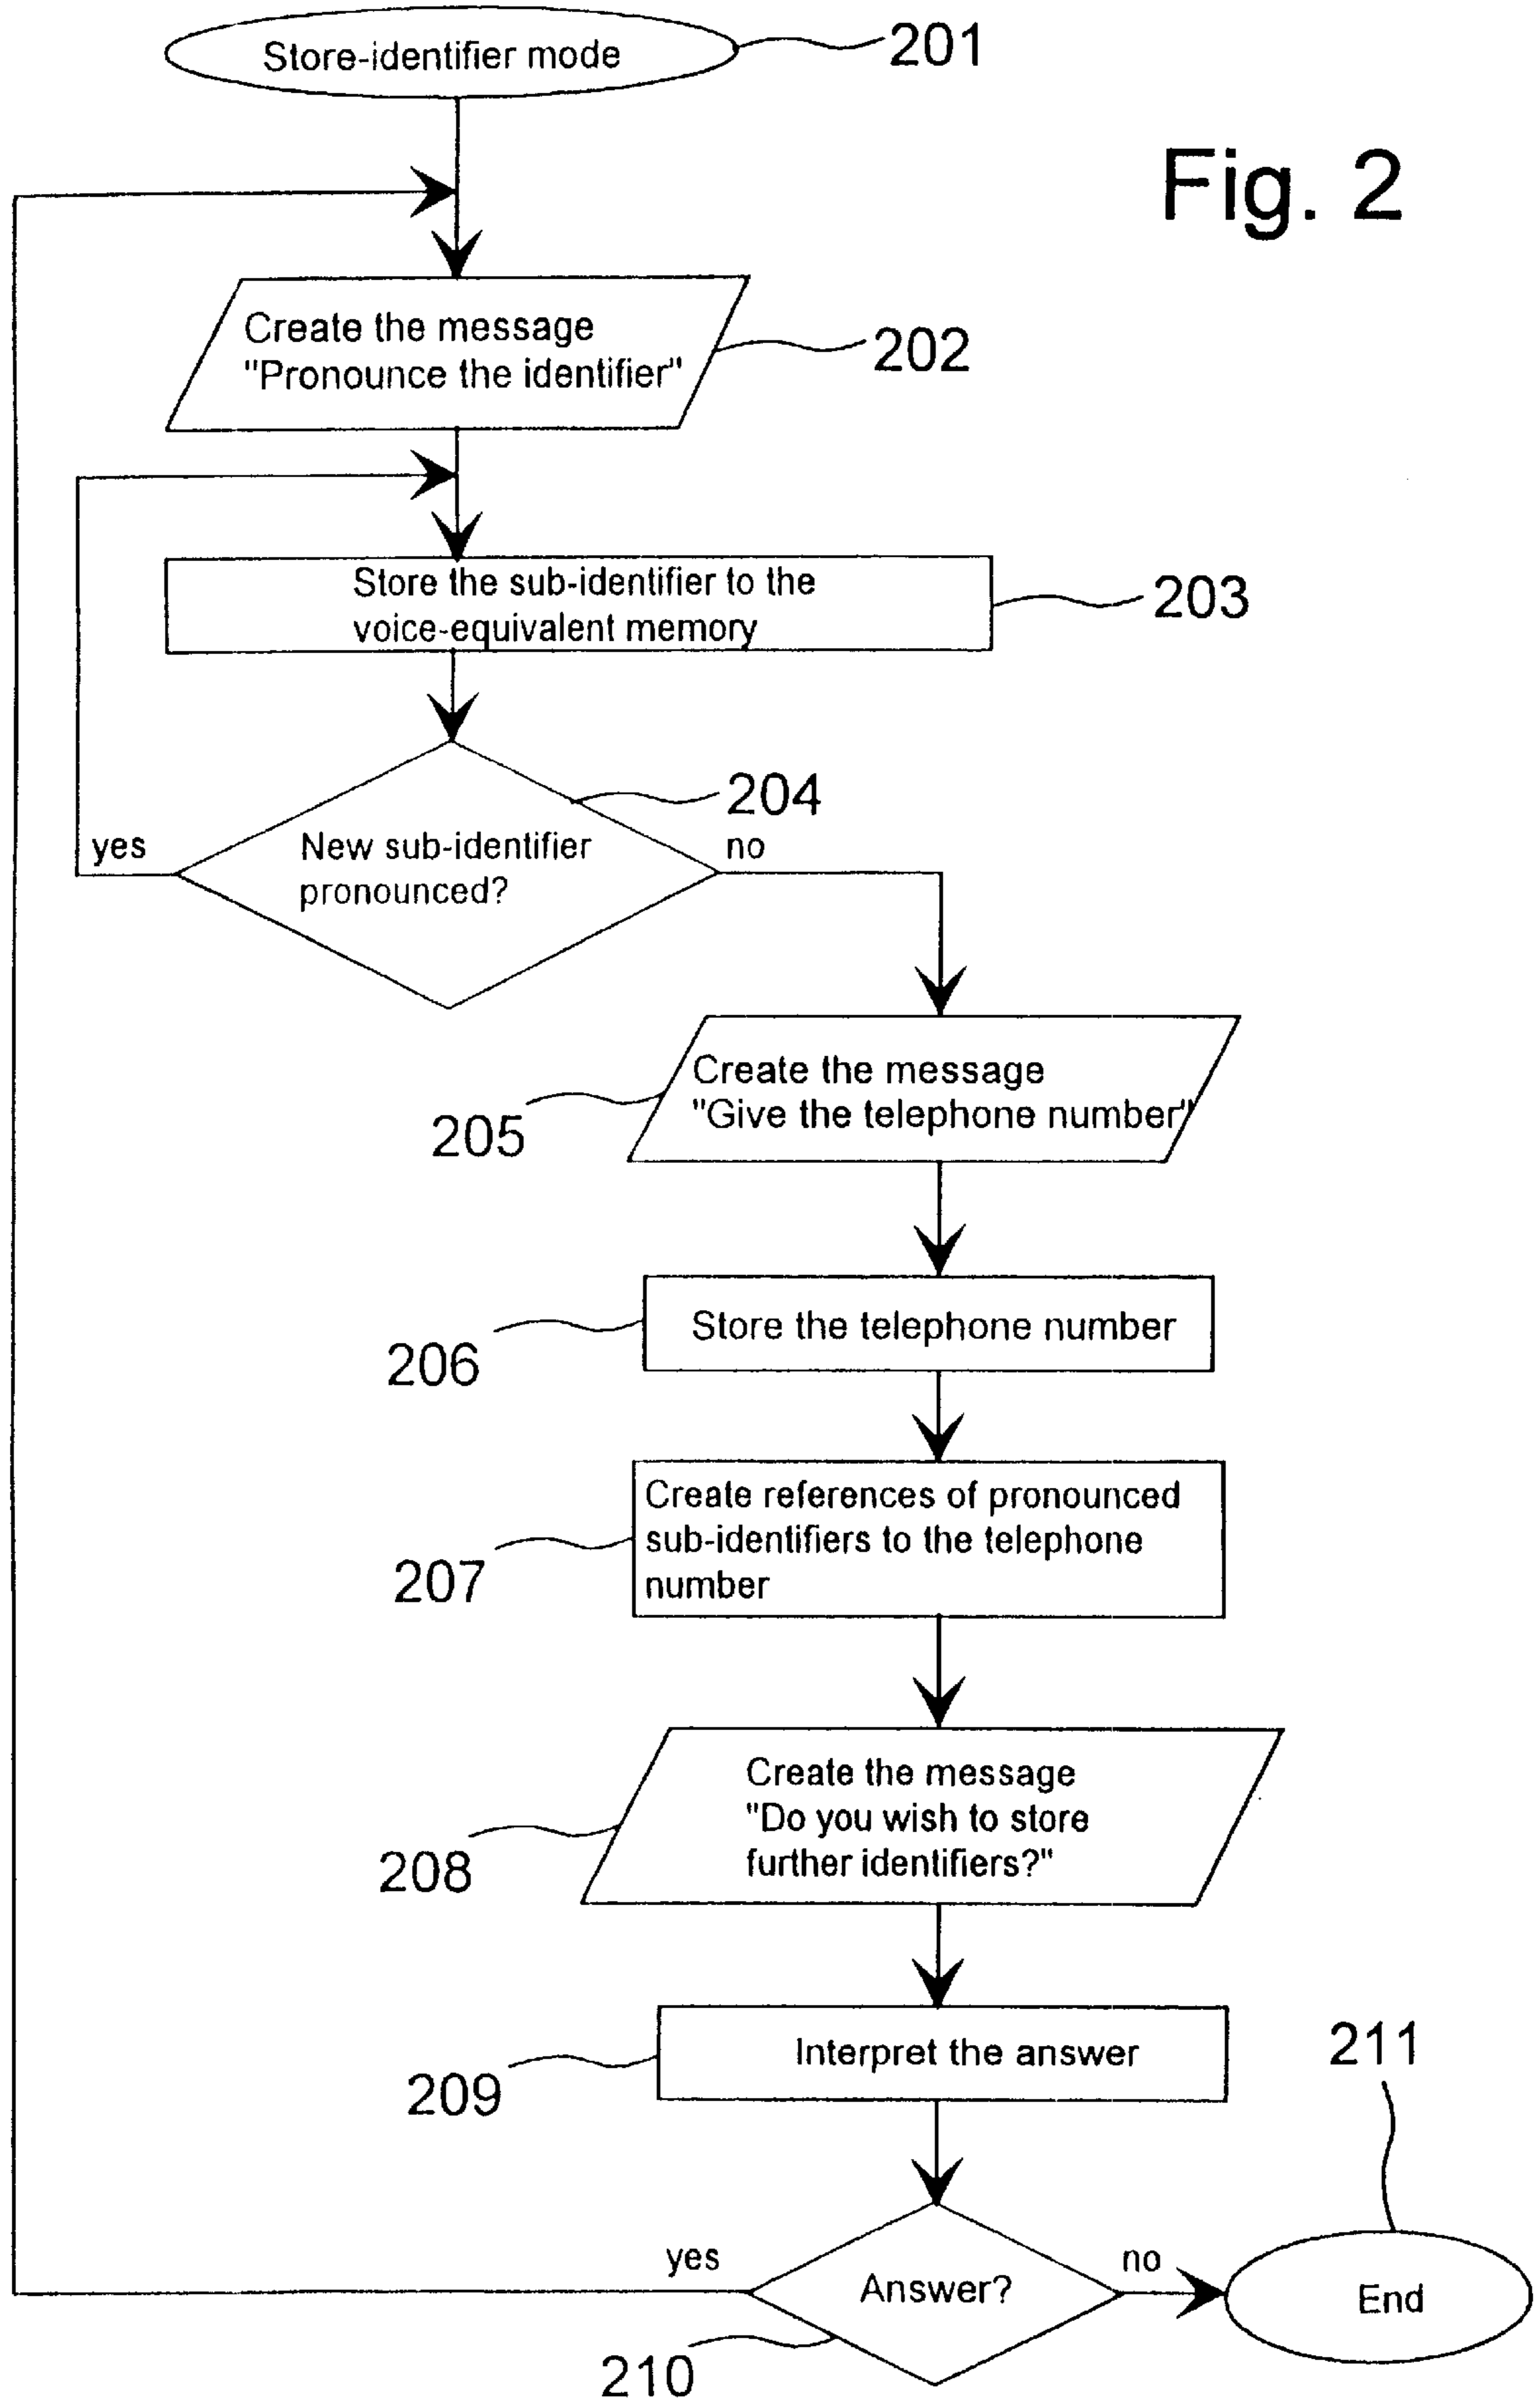 Store-identifier mode
201
Fig. 2
Create the message
"Pronounce the identifier"
202
Store the sub-identifier to the
voice-equivalent memory
203
204
yes
New sub-identifier
pronounced?
no
Create the message
"Give the telephone number"
205
Store the telephone number
206
Create references of pronounced
sub-identifiers to the telephone
number
207
Create the message
"Do you wish to store
further identifiers?"
208
Interpret the answer
209
211
yes
Answer?
no
End
210